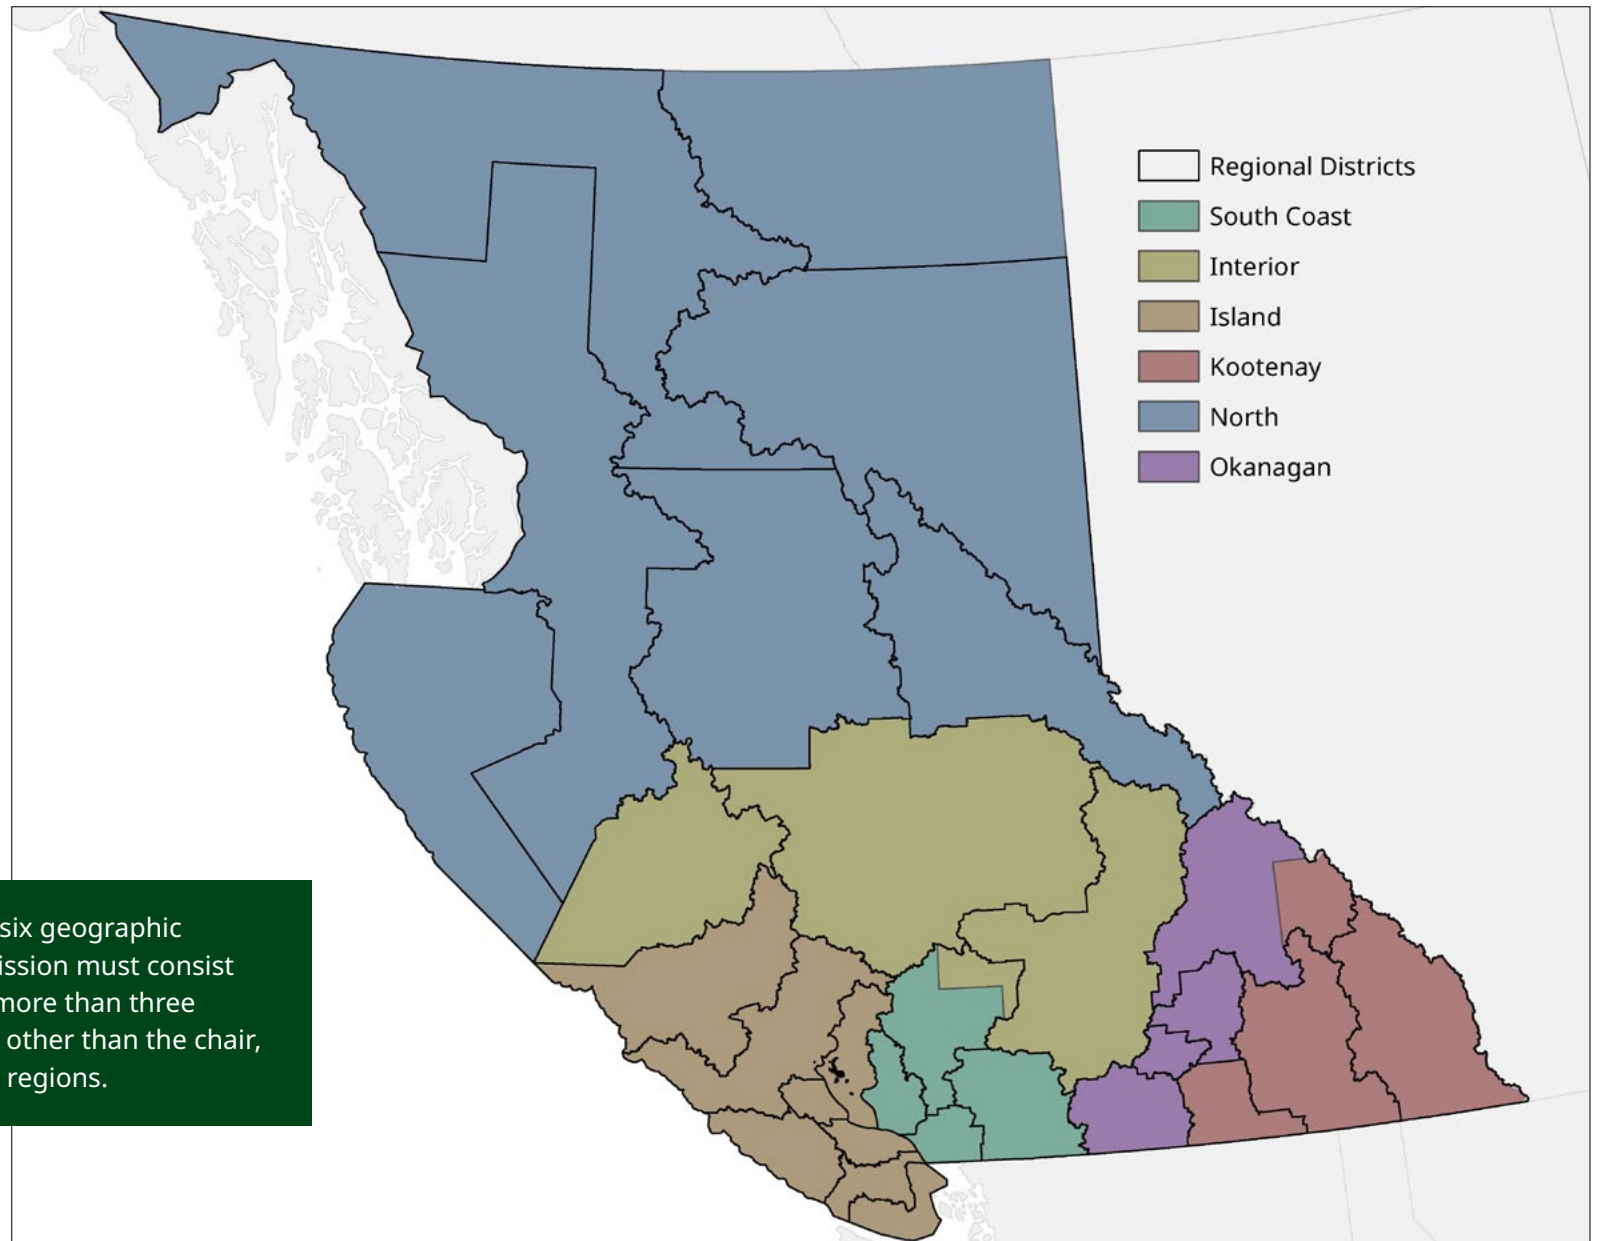 Regional Districts
South Coast
Interior
Island
Kootenay
North
Okanagan
six geographic
ission must consist
more than three
other than the chair,
regions.